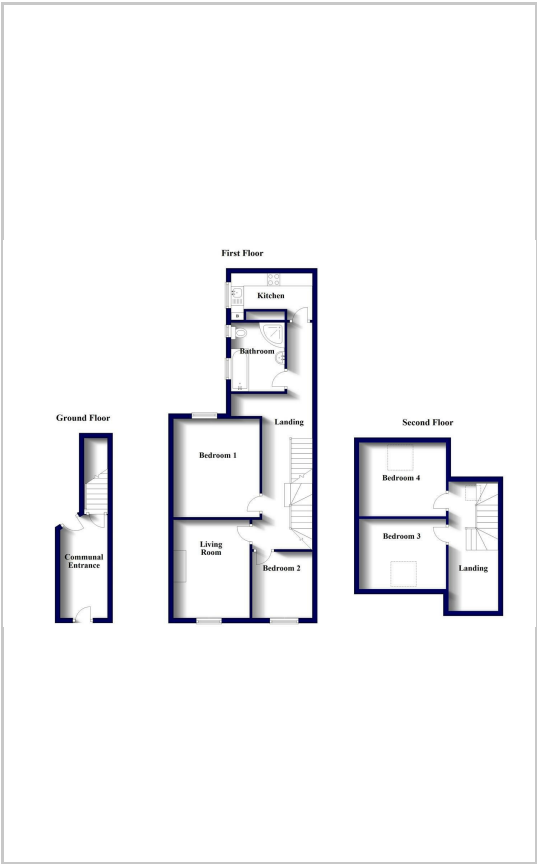 First Floor
Kitchen
Bathroom
Landing
Bedroom 1
Living
Room
Bedroom 2
Ground Floor
Communal
Entrance
Second Floor
Bedroom 4
Bedroom 3
Landing